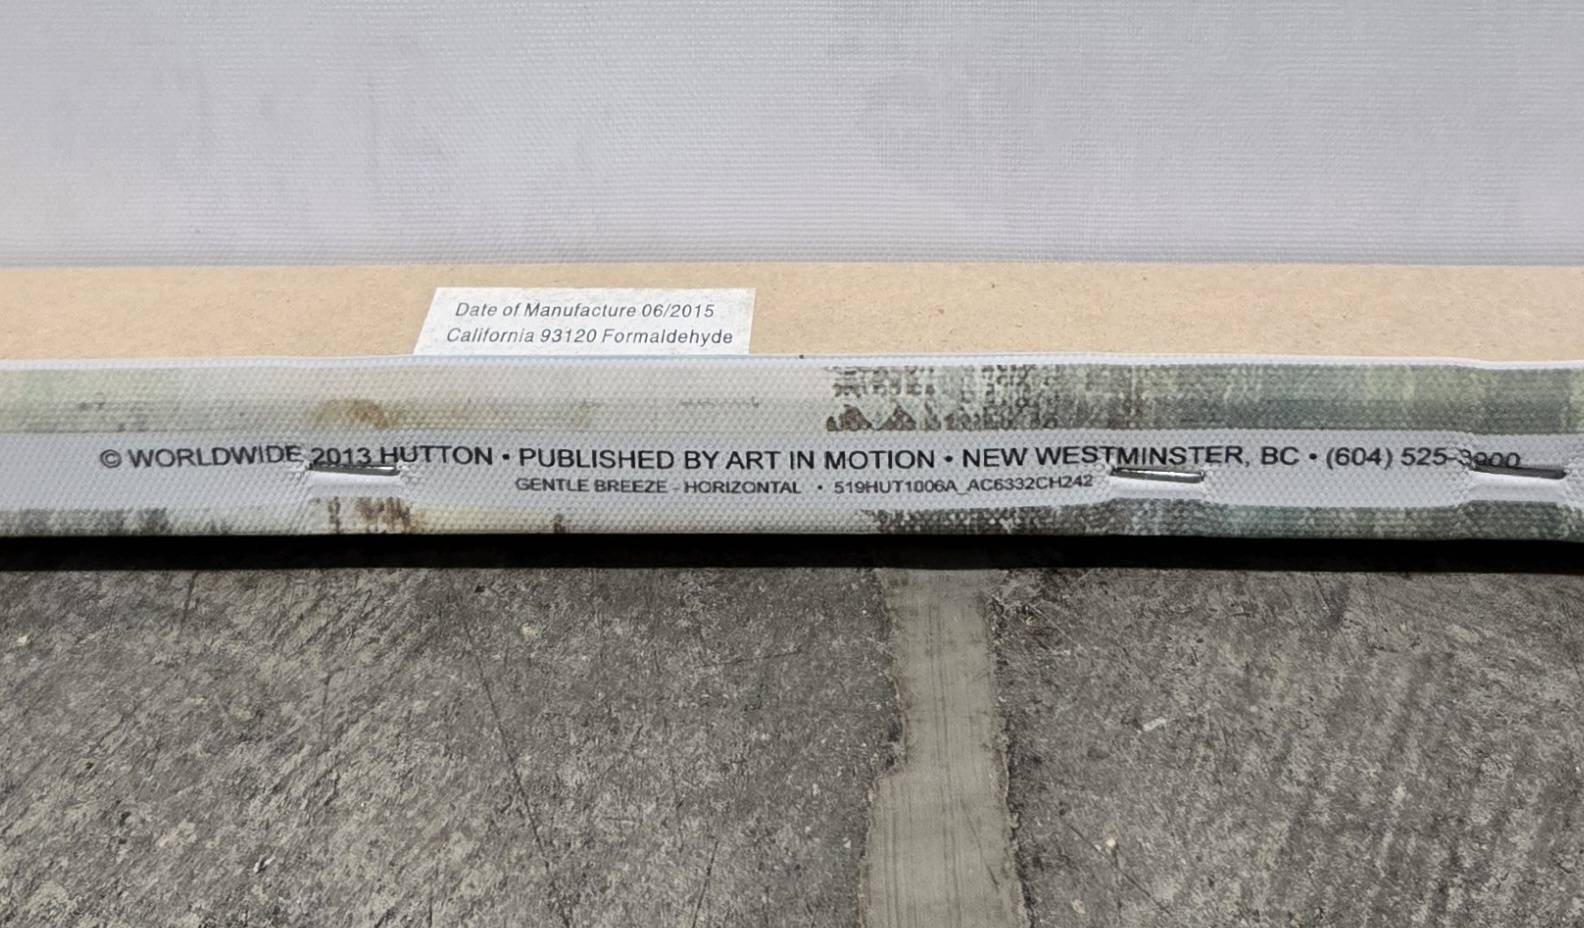 Date of Manufacture 06/2015
California 93120 Formaldehyde
© WORLDWIDE 2013 HUTTON • PUBLISHED BY ART IN MOTION • NEW WESTMINSTER, BC • (604) 525-
GENTLE BREEZE - HORIZONTAL • 519HUT1006A_AC6332CH242